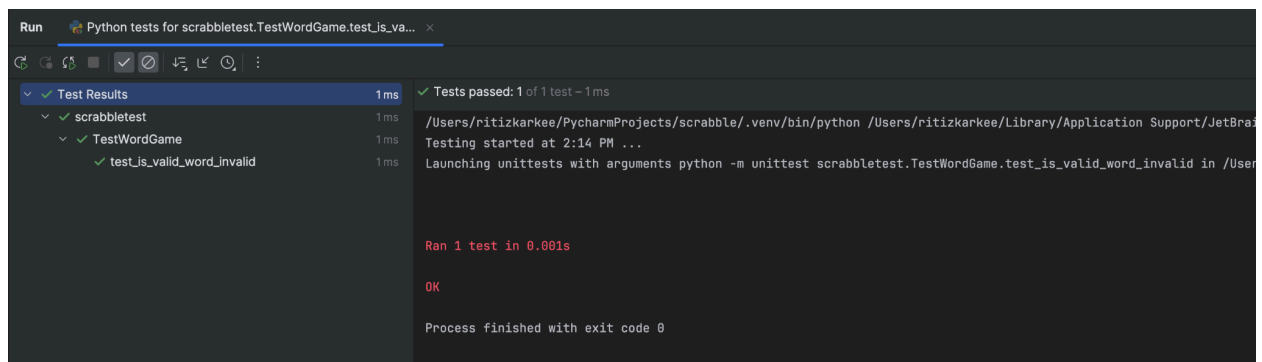 Run Python tests for scrabbletest.TestWordGame.test_is_va...
Test Results 1 ms
scrabbletest 1 ms
TestWordGame 1 ms
test_is_valid_word_invalid 1 ms
Tests passed: 1 of 1 test – 1 ms
/Users/ritizkarkee/PycharmProjects/scrabble/.venv/bin/python /Users/ritizkarkee/Library/Application Support/JetBrai
Testing started at 2:14 PM ...
Launching unittests with arguments python -m unittest scrabbletest.TestWordGame.test_is_valid_word_invalid in /User
Ran 1 test in 0.001s
OK
Process finished with exit code 0